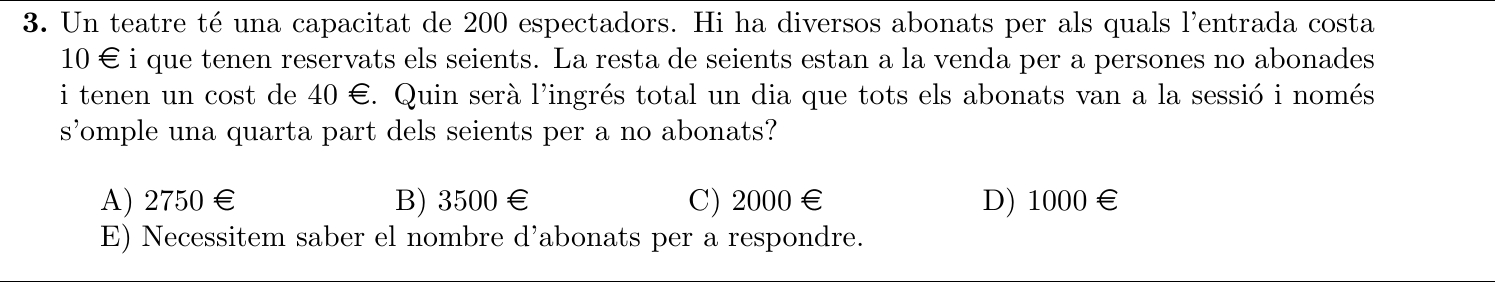 3. Un teatre té una capacitat de 200 espectadors. Hi ha diversos abonats per als quals l'entrada costa
10 € i que tenen reservats els seients. La resta de seients estan a la venda per a persones no abonades
i tenen un cost de 40 €. Quin serà l'ingrés total un dia que tots els abonats van a la sessió i només
s'omple una quarta part dels seients per a no abonats?
A) 2750 € B) 3500 € C) 2000 € D) 1000 €
E) Necessitem saber el nombre d'abonats per a respondre.